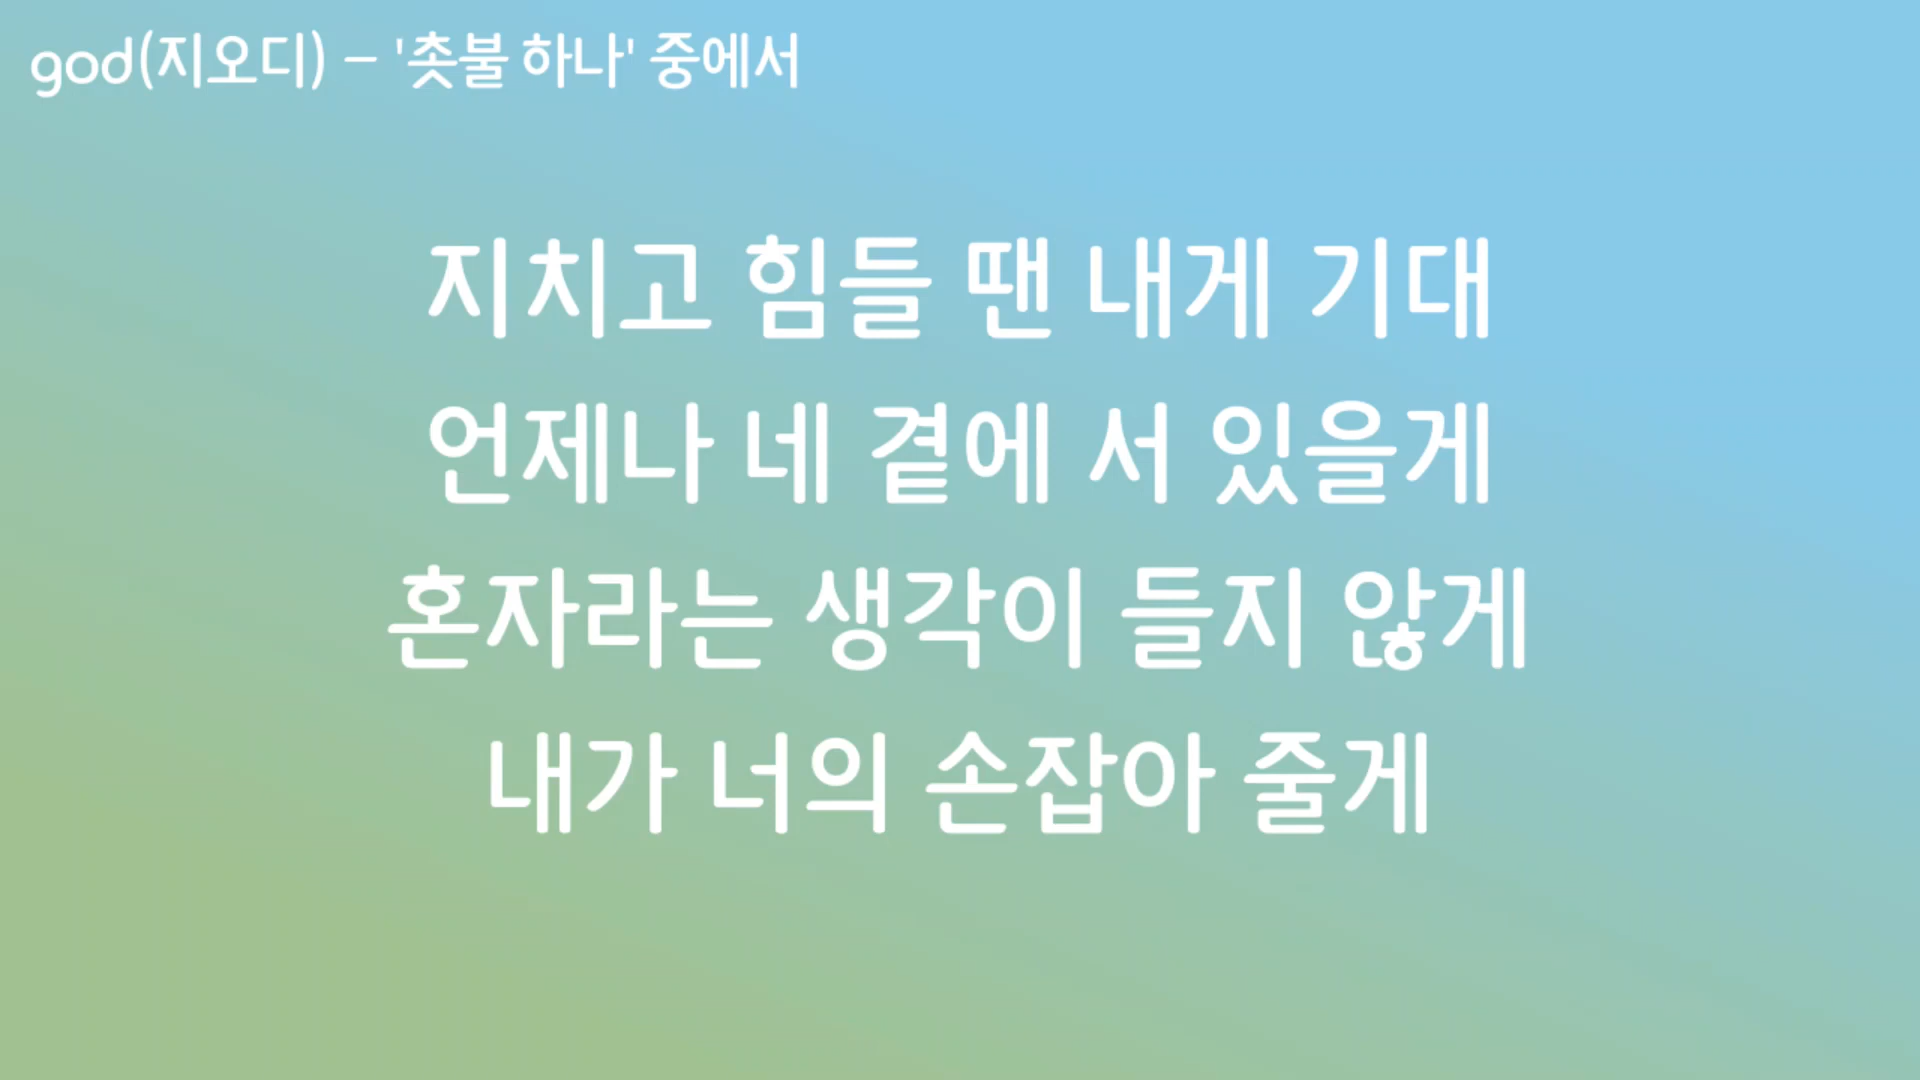 god(지오디) - '촛불 하나' 중에서
지치고 힘들 땐 내게 기대
언제나 네 곁에 서 있을게
혼자라는 생각이 들지 않게
내가 너의 손잡아 줄게